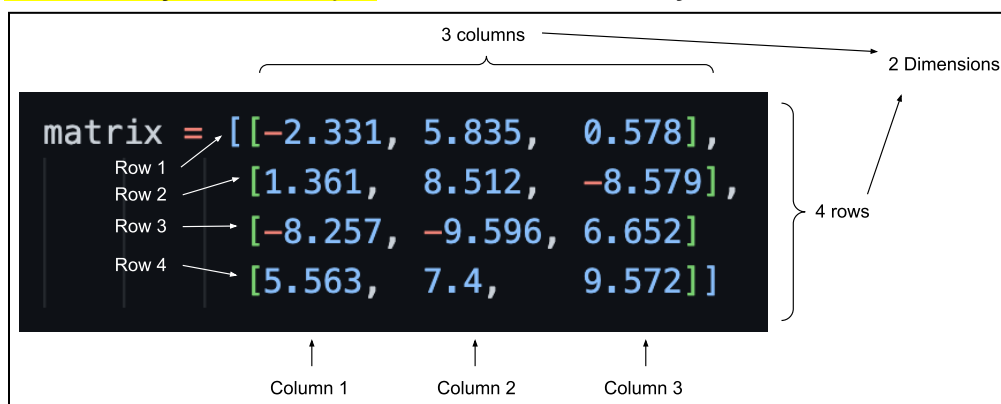 3 columns
2 Dimensions
matrix = [[-2.331, 5.835, 0.578],
Row 1
[1.361, 8.512, -8.579],
Row 2
[-8.257, -9.596, 6.652]
Row 3
4 rows
[5.563, 7.4, 9.572]]
Row 4
Column 1 Column 2 Column 3